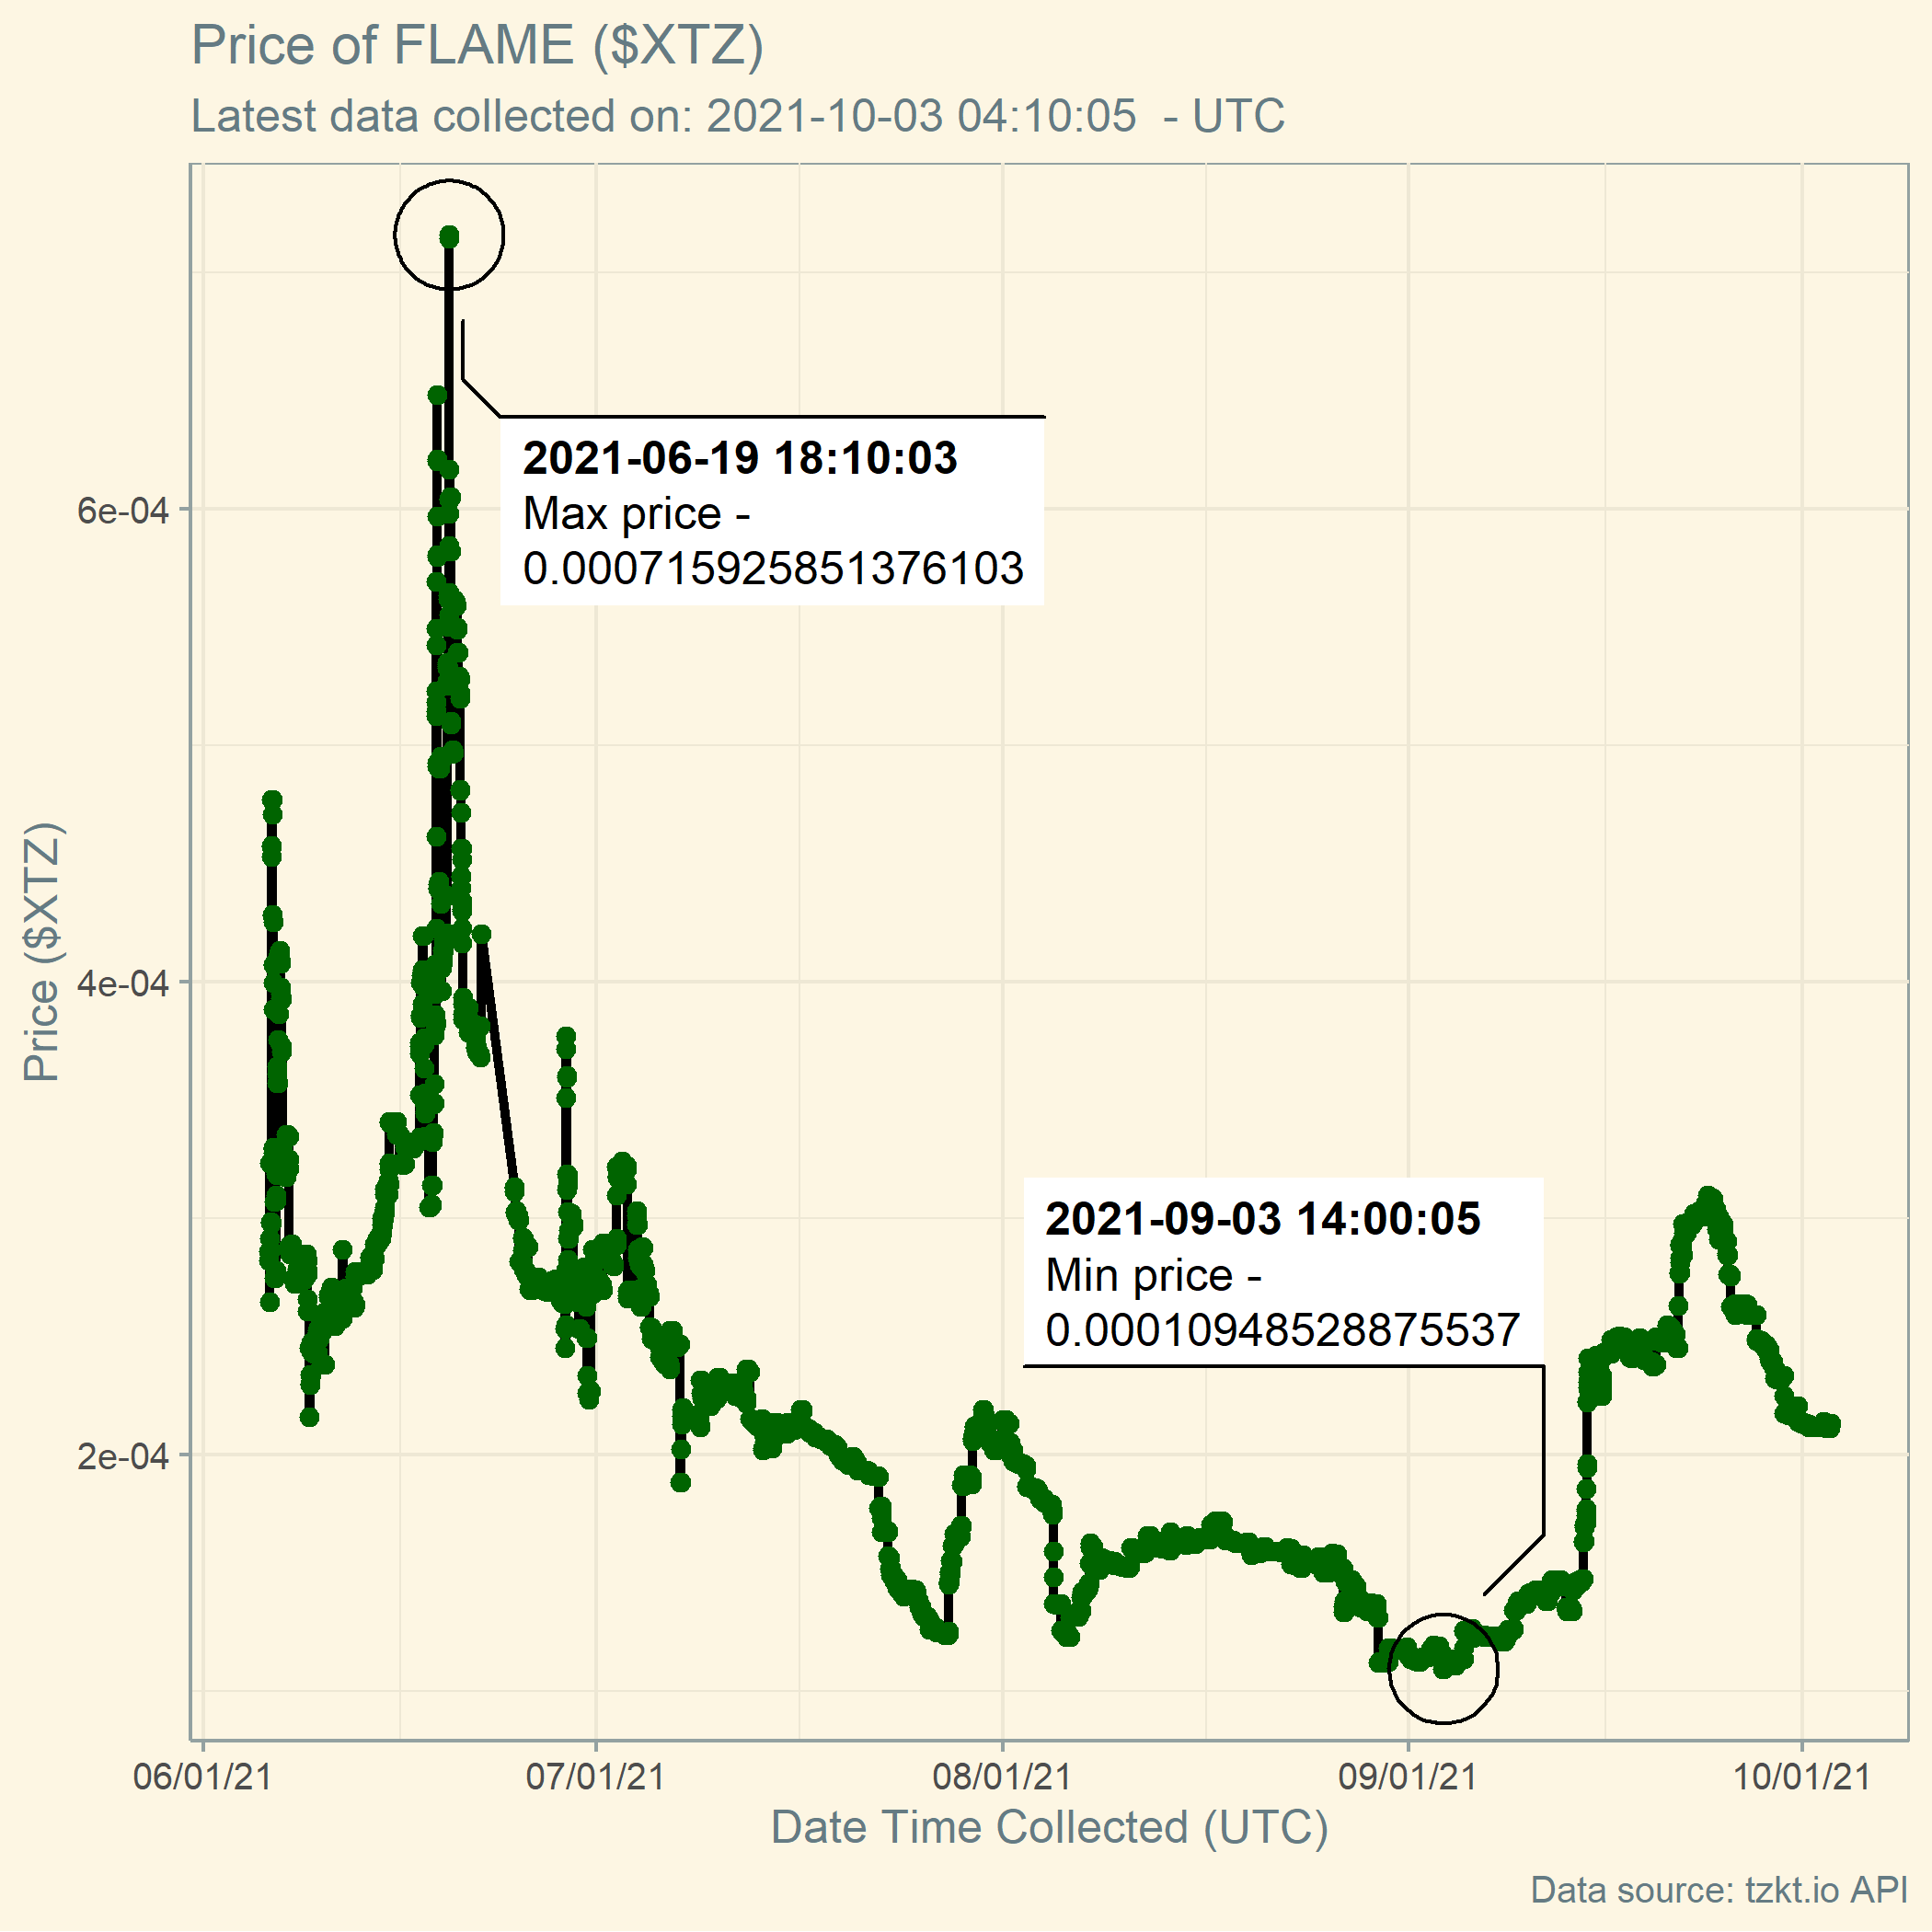 Price of FLAME ($XTZ)
Latest data collected on: 2021-10-03 04:10:05  - UTC
2021-06-19 18:10:03
Max price -
0.000715925851376103
6e-04
4e-04
2e-04
Price ($XTZ)
2021-09-03 14:00:05
Min price -
0.00010948528875537
06/01/21
07/01/21
08/01/21
09/01/21
10/01/21
Date Time Collected (UTC)
Data source: tzkt.io API